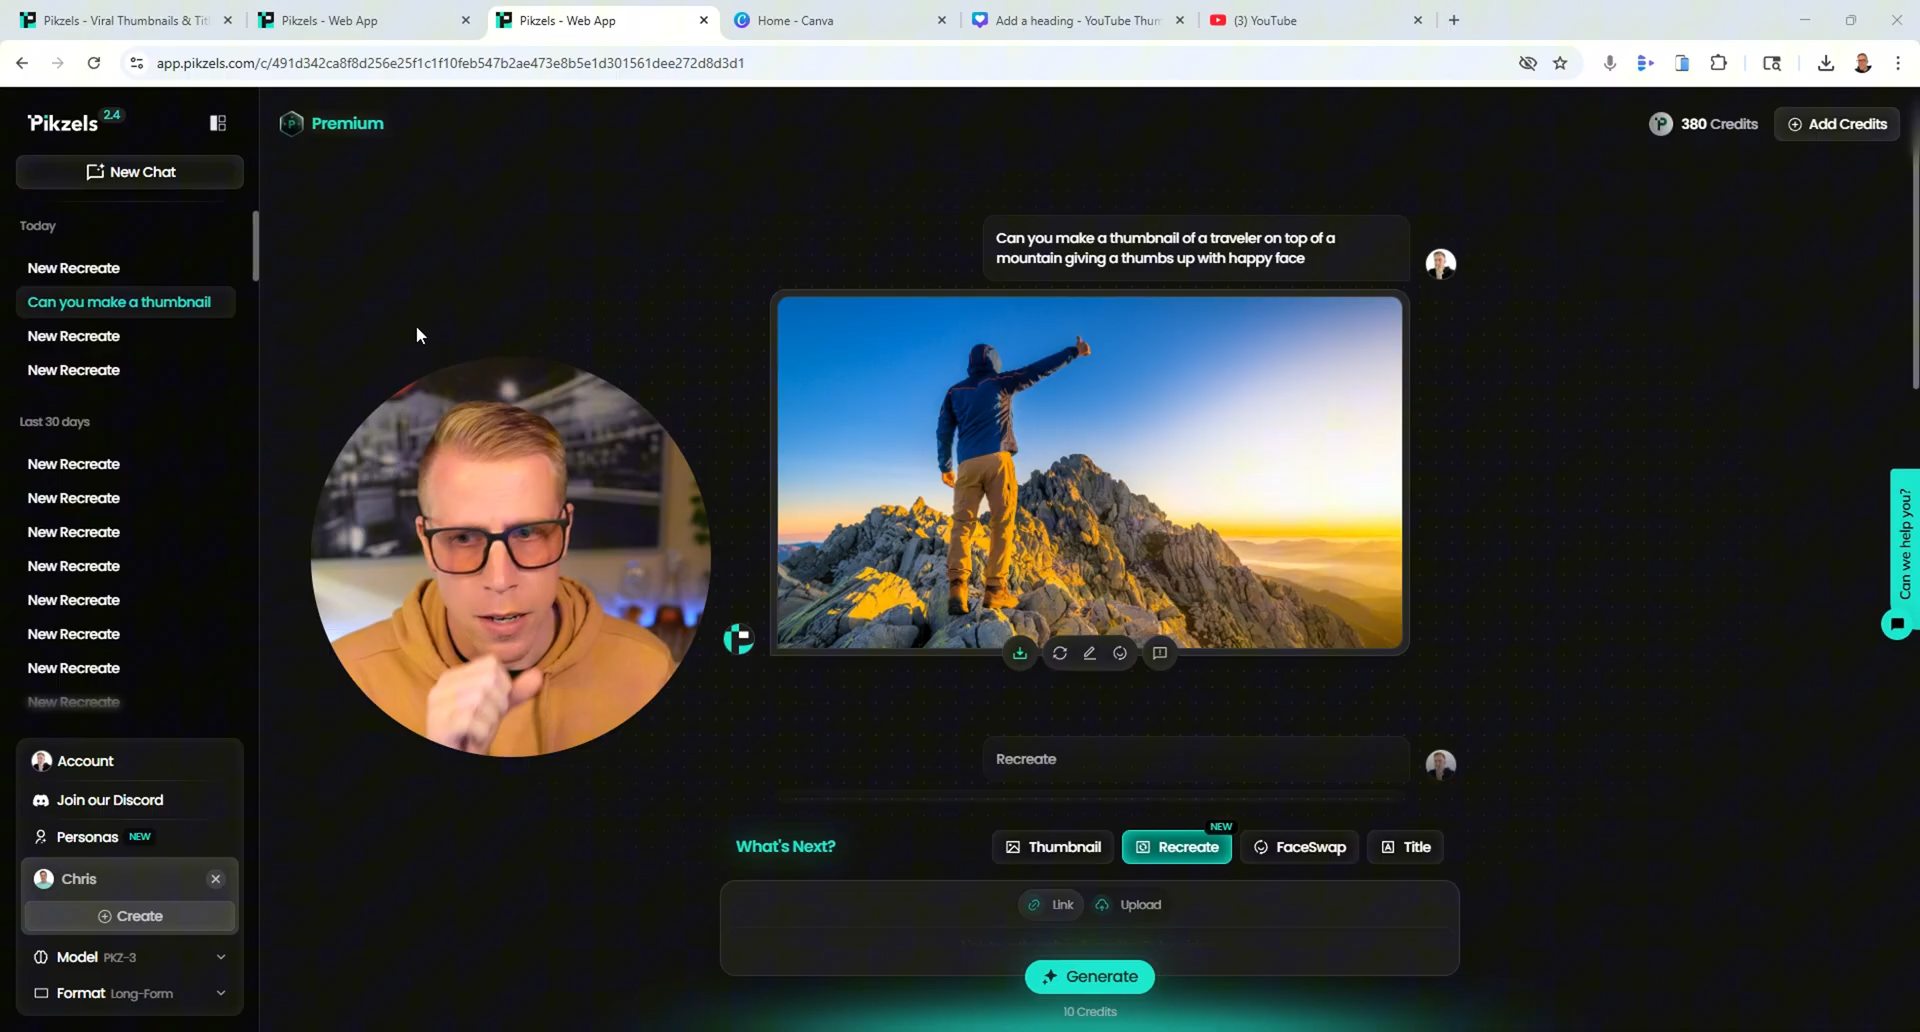 Pikzels - Viral Thumbnails & Tit
Pikzels - Web App
Pikzels - Web App
Home - Canva
Add a heading - YouTube Thum
(3) YouTube
app.pikzels.com/c/491d342ca8f8d256e25f1c1f10feb547b2ae473e8b5e1d301561dee272d8d3d1
Pikzels 2.4
Premium
380 Credits
Add Credits
New Chat
Today
New Recreate
Can you make a thumbnail
New Recreate
New Recreate
Last 30 days
New Recreate
New Recreate
New Recreate
New Recreate
New Recreate
New Recreate
New Recreate
New Recreate
Can you make a thumbnail of a traveler on top of a
mountain giving a thumbs up with happy face
Recreate
Can we help you?
Account
Join our Discord
Personas NEW
Chris
Create
Model PKZ-3
Format Long-Form
What's Next?
Thumbnail
Recreate
NEW
FaceSwap
Title
Link
Upload
Generate
10 Credits